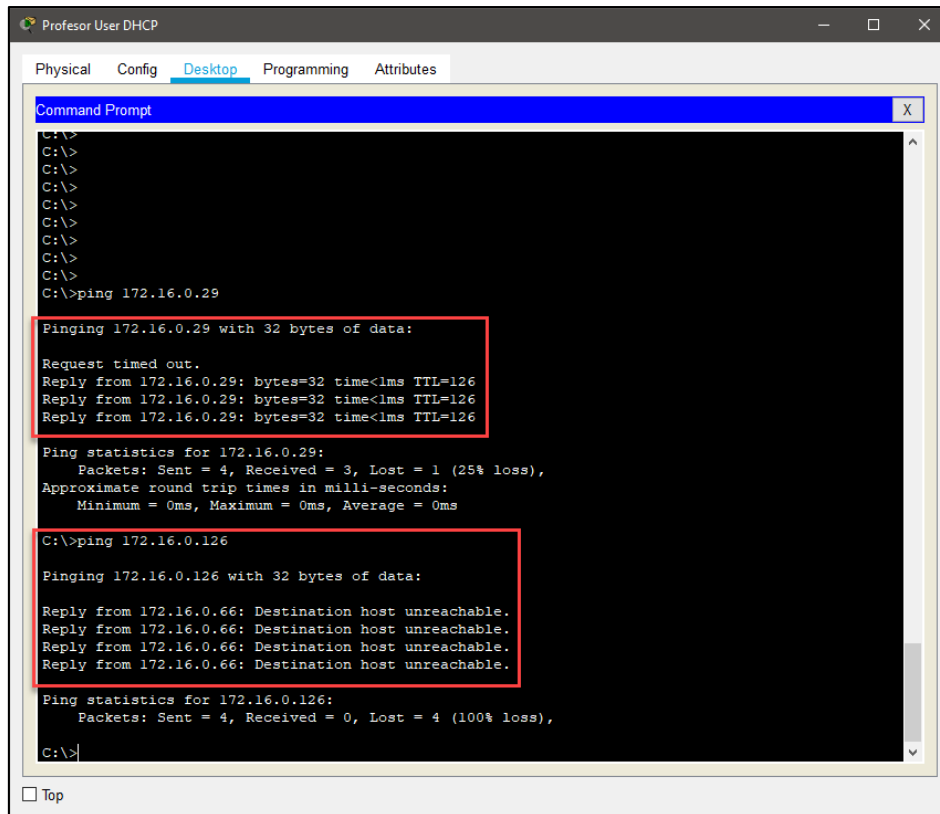 Profesor User DHCP
Physical Config Desktop Programming Attributes
Command Prompt
X
C:\>
C:\>
C:\>
C:\>
C:\>
C:\>
C:\>
C:\>
C:\>
C:\>ping 172.16.0.29
Pinging 172.16.0.29 with 32 bytes of data:
Request timed out.
Reply from 172.16.0.29: bytes=32 time<1ms TTL=126
Reply from 172.16.0.29: bytes=32 time<1ms TTL=126
Reply from 172.16.0.29: bytes=32 time<1ms TTL=126
Ping statistics for 172.16.0.29:
Packets: Sent = 4, Received = 3, Lost = 1 (25% loss),
Approximate round trip times in milli-seconds:
Minimum = 0ms, Maximum = 0ms, Average = 0ms
C:\>ping 172.16.0.126
Pinging 172.16.0.126 with 32 bytes of data:
Reply from 172.16.0.66: Destination host unreachable.
Reply from 172.16.0.66: Destination host unreachable.
Reply from 172.16.0.66: Destination host unreachable.
Reply from 172.16.0.66: Destination host unreachable.
Ping statistics for 172.16.0.126:
Packets: Sent = 4, Received = 0, Lost = 4 (100% loss),
C:\>
Top